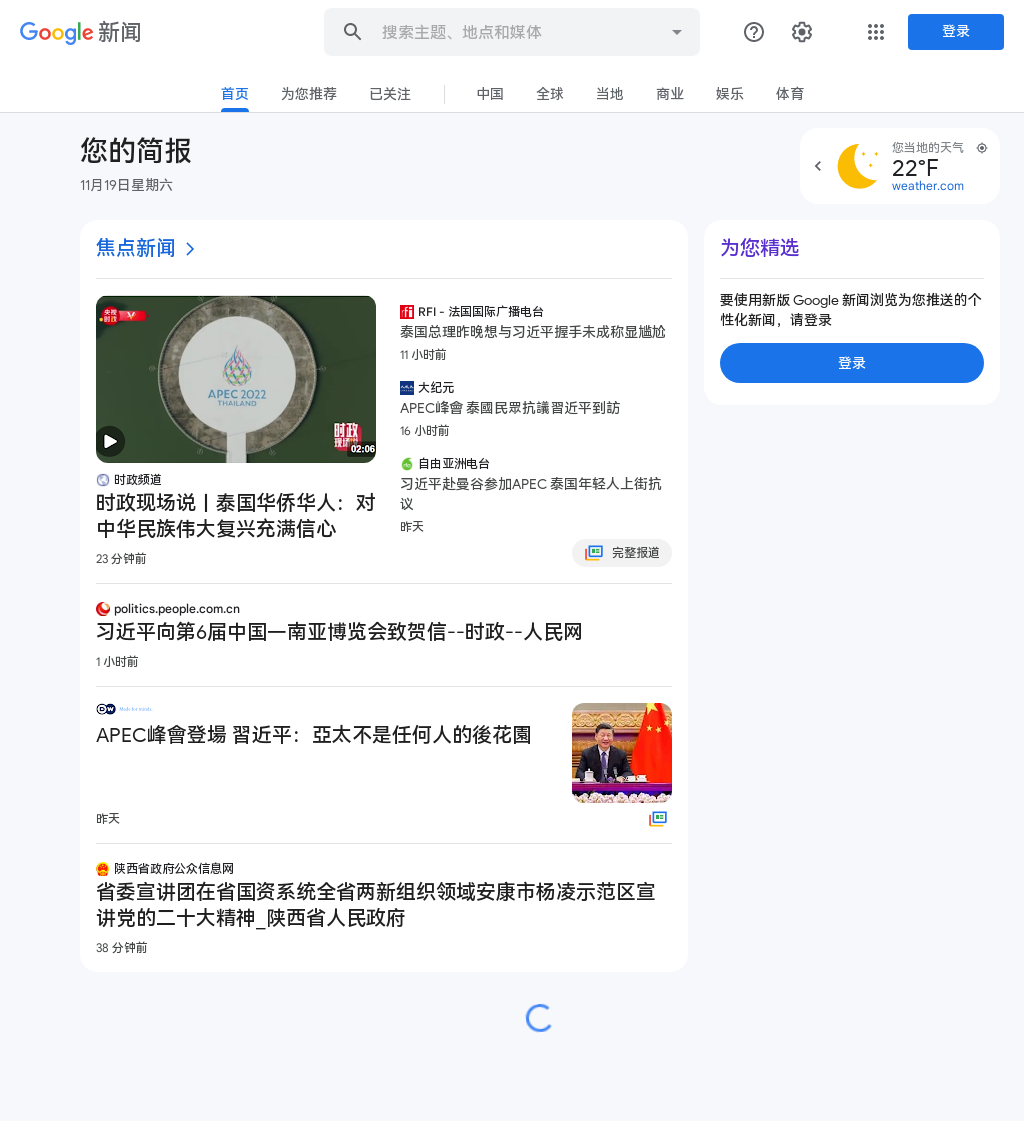 Google 新闻
搜索主题、地点和媒体
登录
首页 为您推荐 已关注 中国 全球 当地 商业 娱乐 体育
您的简报
11月19日星期六
您当地的天气
22°F
weather.com
焦点新闻
央视
时政
V
APEC 2022
THAILAND
时政
现场说
02:06
时政频道
时政现场说丨泰国华侨华人：对
中华民族伟大复兴充满信心
23 分钟前
RFI - 法国国际广播电台
泰国总理昨晚想与习近平握手未成称显尴尬
11 小时前
大纪元
APEC峰會 泰國民眾抗議習近平到訪
16 小时前
自由亚洲电台
习近平赴曼谷参加APEC 泰国年轻人上街抗
议
昨天
完整报道
politics.people.com.cn
习近平向第6届中国—南亚博览会致贺信--时政--人民网
1 小时前
DW Made for minds
APEC峰會登場 習近平：亞太不是任何人的後花園
昨天
陕西省政府公众信息网
省委宣讲团在省国资系统全省两新组织领域安康市杨凌示范区宣
讲党的二十大精神_陕西省人民政府
38 分钟前
为您精选
要使用新版 Google 新闻浏览为您推送的个
性化新闻，请登录
登录